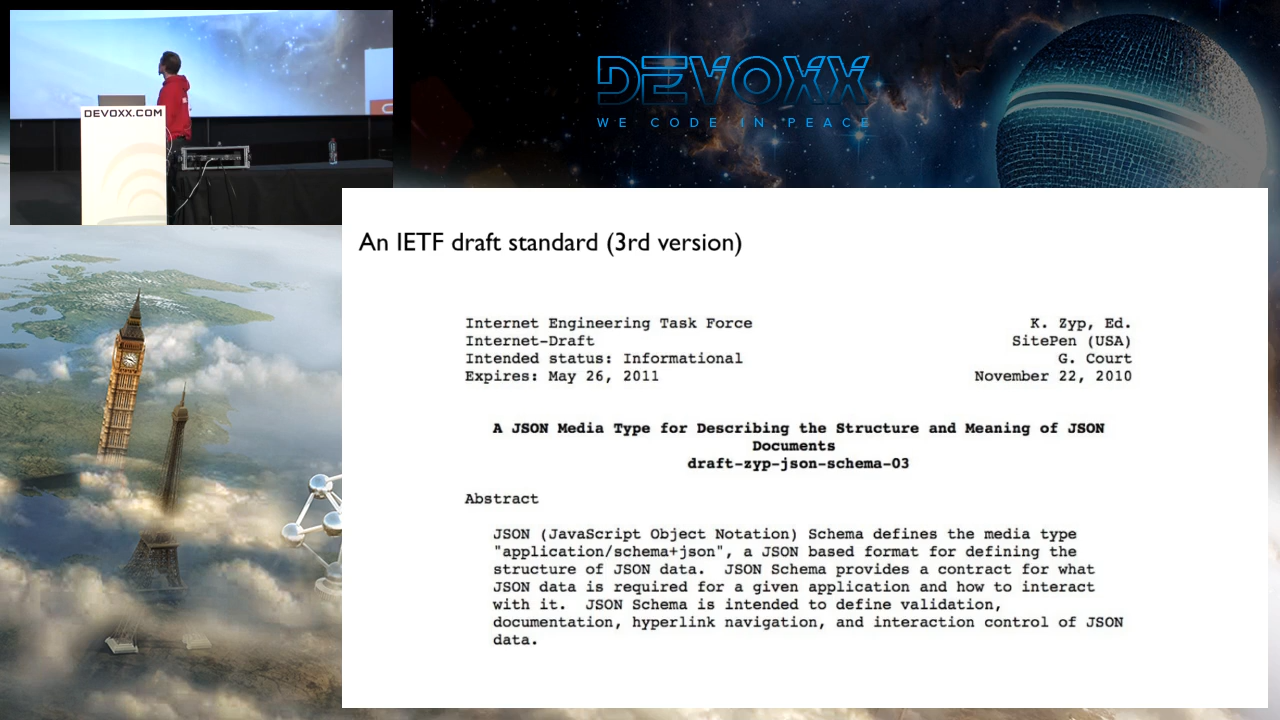 DEVOXX
WE CODE IN PEACE
DEVOXX.COM
An IETF draft standard (3rd version)
Internet Engineering Task Force K. Zyp, Ed.
Internet-Draft SitePen (USA)
Intended status: Informational G. Court
Expires: May 26, 2011 November 22, 2010
A JSON Media Type for Describing the Structure and Meaning of JSON
Documents
draft-zyp-json-schema-03
Abstract
JSON (JavaScript Object Notation) Schema defines the media type
"application/schema+json", a JSON based format for defining the
structure of JSON data. JSON Schema provides a contract for what
JSON data is required for a given application and how to interact
with it. JSON Schema is intended to define validation,
documentation, hyperlink navigation, and interaction control of JSON
data.